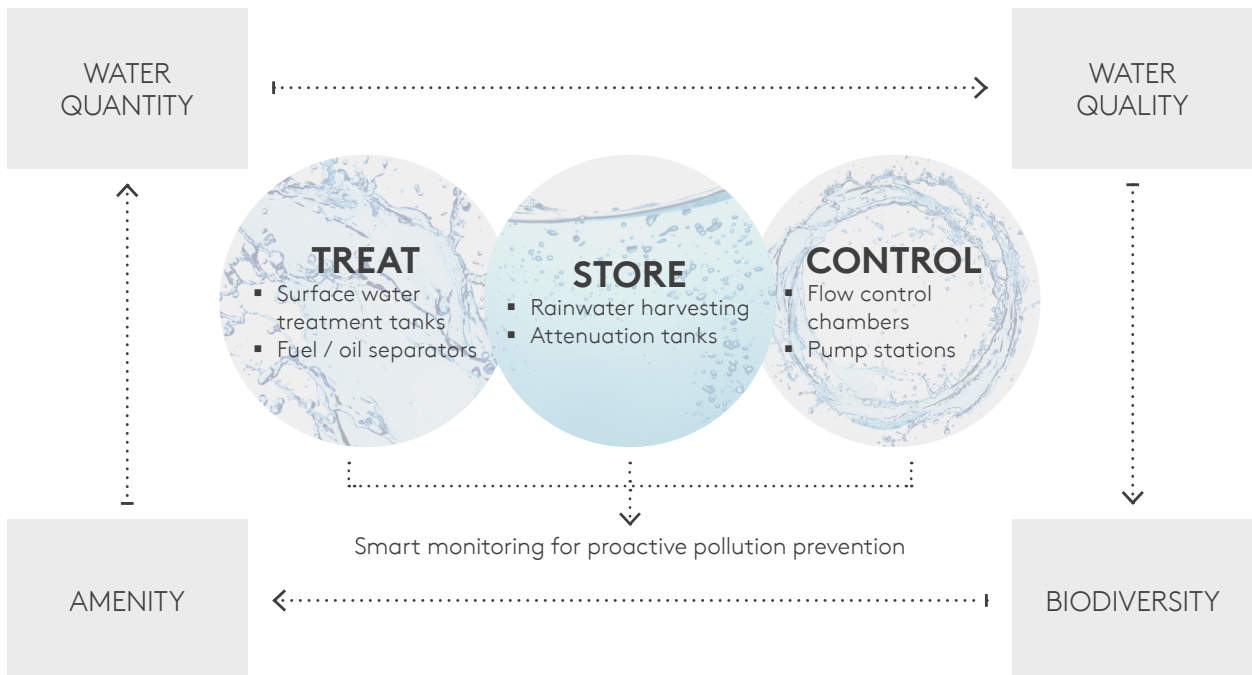 WATER
QUANTITY
WATER
QUALITY
TREAT
▪ Surface water
treatment tanks
▪ Fuel / oil separators
STORE
▪ Rainwater harvesting
▪ Attenuation tanks
CONTROL
▪ Flow control
chambers
▪ Pump stations
Smart monitoring for proactive pollution prevention
AMENITY
BIODIVERSITY